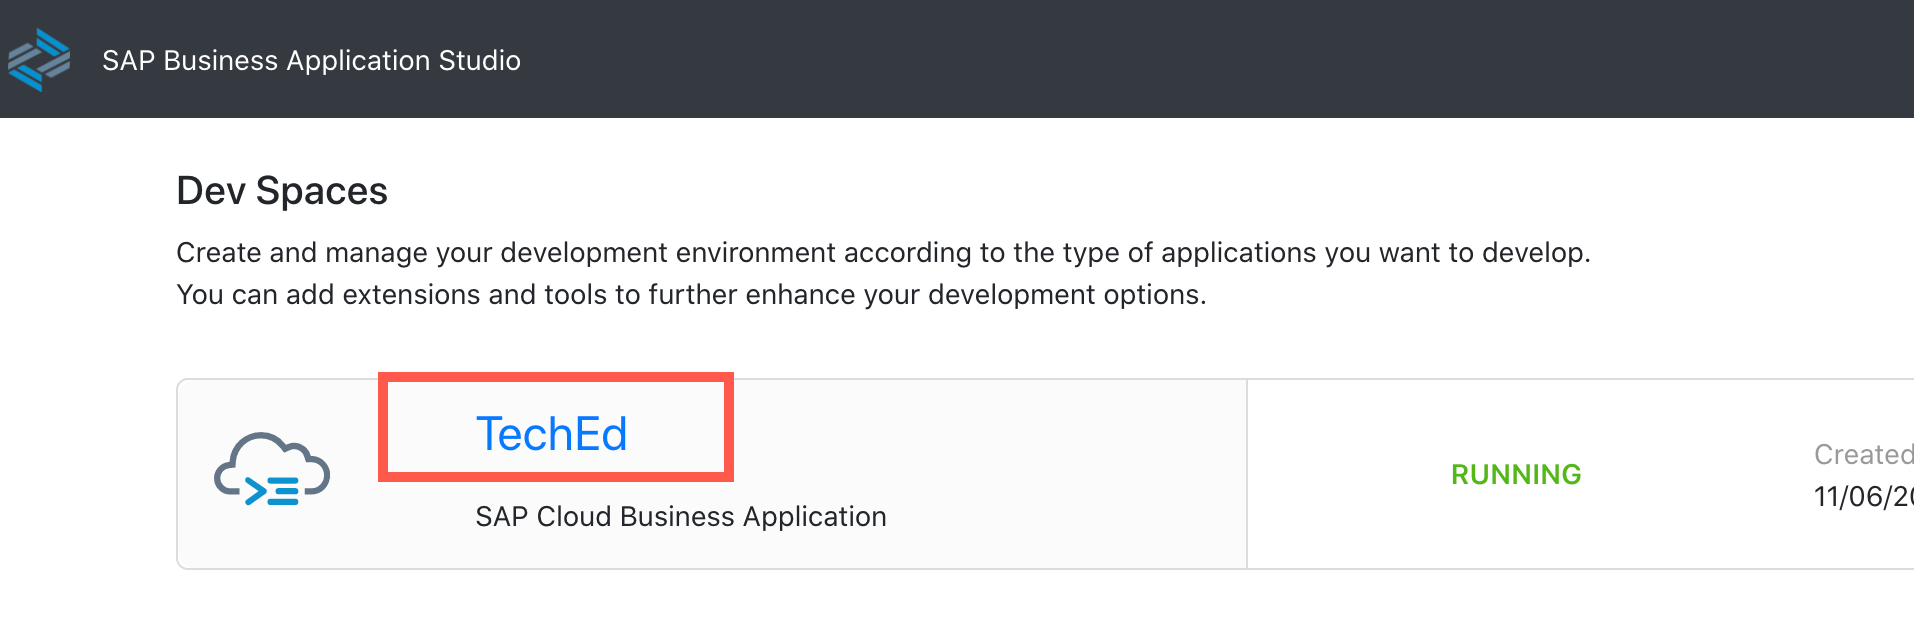 SAP Business Application Studio
Dev Spaces
Create and manage your development environment according to the type of applications you want to develop.
You can add extensions and tools to further enhance your development options.
TechEd
SAP Cloud Business Application
RUNNING
Created
11/06/20